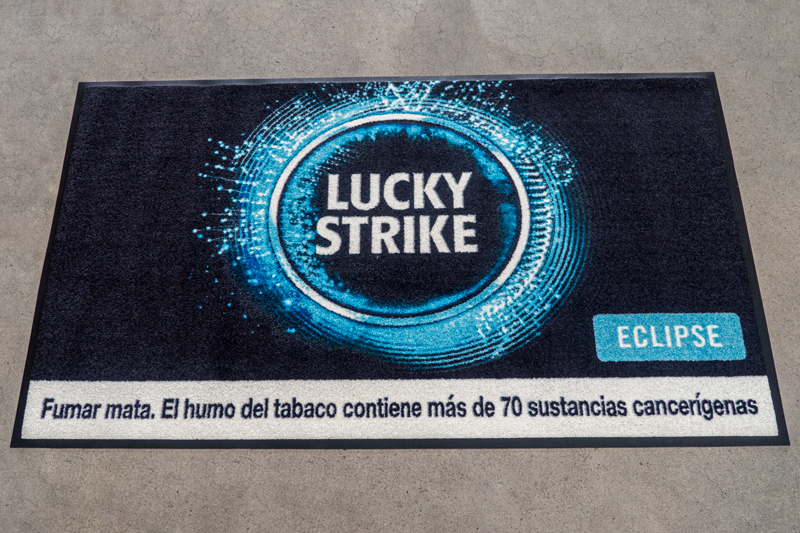 LUCKY
STRIKE
ECLIPSE
Fumar mata. El humo del tabaco contiene más de 70 sustancias cancerígenas